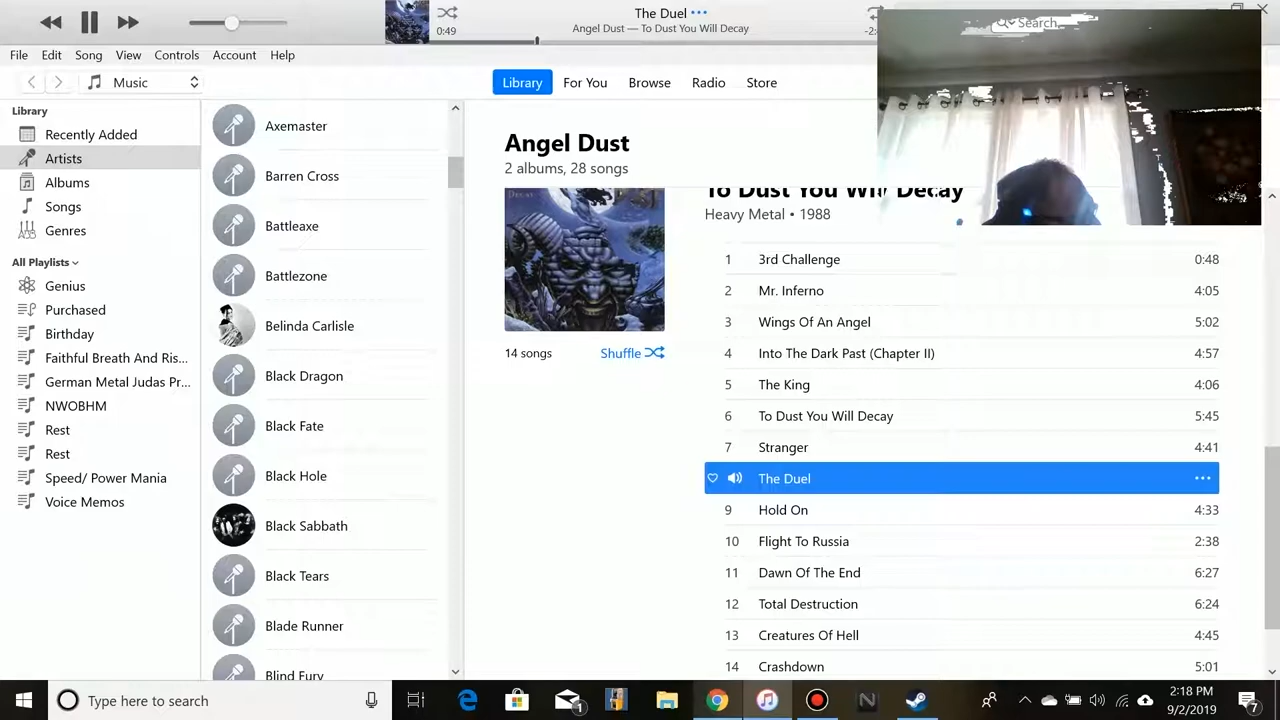 The Duel •••
0:49
Angel Dust — To Dust You Will Decay
Search
File Edit Song View Controls Account Help
Music
Library For You Browse Radio Store
Library
Recently Added
Artists
Albums
Songs
Genres
All Playlists
Genius
Purchased
Birthday
Faithful Breath And Ris...
German Metal Judas Pr...
NWOBHM
Rest
Rest
Speed/ Power Mania
Voice Memos
Axemaster
Barren Cross
Battleaxe
Battlezone
Belinda Carlisle
Black Dragon
Black Fate
Black Hole
Black Sabbath
Black Tears
Blade Runner
Blind Fury
Angel Dust
2 albums, 28 songs
To Dust You Will Decay
Heavy Metal • 1988
14 songs Shuffle
1 3rd Challenge 0:48
2 Mr. Inferno 4:05
3 Wings Of An Angel 5:02
4 Into The Dark Past (Chapter II) 4:57
5 The King 4:06
6 To Dust You Will Decay 5:45
7 Stranger 4:41
The Duel •••
9 Hold On 4:33
10 Flight To Russia 2:38
11 Dawn Of The End 6:27
12 Total Destruction 6:24
13 Creatures Of Hell 4:45
14 Crashdown 5:01
Type here to search
1
N
2:18 PM
9/2/2019
7